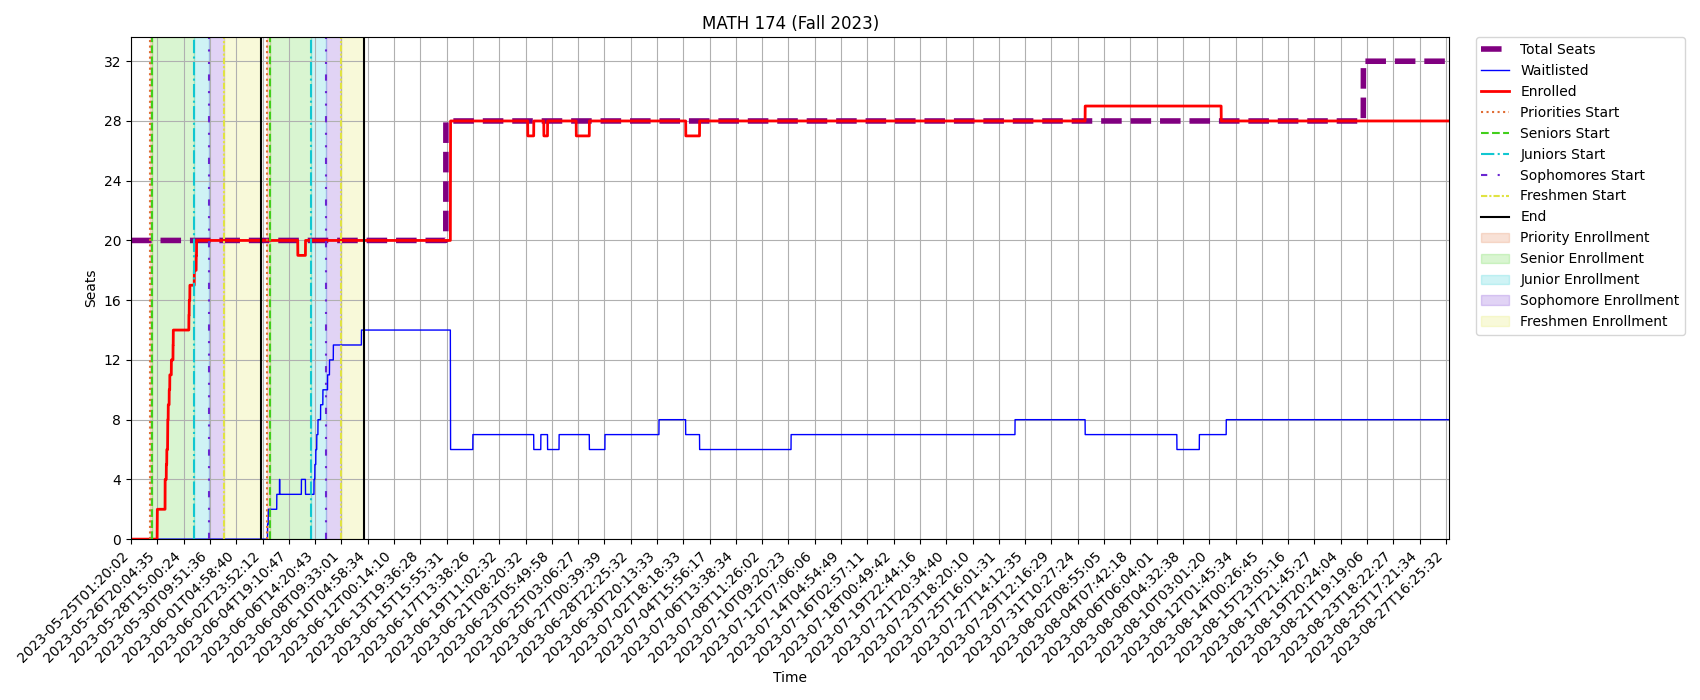 MATH 174 (Fall 2023)
Seats
32
28
24
20
16
12
8
4
0
2023-05-25T01:20:02
2023-05-26T20:04:35
2023-05-28T15:00:24
2023-05-30T09:51:36
2023-06-01T04:58:40
2023-06-02T23:52:12
2023-06-04T19:10:47
2023-06-06T14:20:43
2023-06-08T09:33:01
2023-06-10T04:58:34
2023-06-12T00:14:10
2023-06-13T19:36:28
2023-06-15T15:55:31
2023-06-17T13:38:26
2023-06-19T11:02:32
2023-06-21T08:20:32
2023-06-23T05:49:58
2023-06-25T03:06:27
2023-06-27T00:39:39
2023-06-28T22:25:32
2023-06-30T20:13:33
2023-07-02T18:18:33
2023-07-04T15:56:17
2023-07-06T13:38:34
2023-07-08T11:26:02
2023-07-10T09:20:23
2023-07-12T07:06:06
2023-07-14T04:54:49
2023-07-16T02:57:11
2023-07-18T00:49:42
2023-07-19T22:44:16
2023-07-21T20:34:40
2023-07-23T18:20:10
2023-07-25T16:01:31
2023-07-27T14:12:35
2023-07-29T12:16:29
2023-07-31T10:27:24
2023-08-02T08:55:05
2023-08-04T07:42:18
2023-08-06T06:04:01
2023-08-08T04:32:38
2023-08-10T03:01:20
2023-08-12T01:45:34
2023-08-14T00:26:45
2023-08-15T23:05:16
2023-08-17T21:45:27
2023-08-19T20:24:04
2023-08-21T19:19:06
2023-08-23T18:22:27
2023-08-25T17:21:34
2023-08-27T16:25:32
Time
Total Seats
Waitlisted
Enrolled
Priorities Start
Seniors Start
Juniors Start
Sophomores Start
Freshmen Start
End
Priority Enrollment
Senior Enrollment
Junior Enrollment
Sophomore Enrollment
Freshmen Enrollment